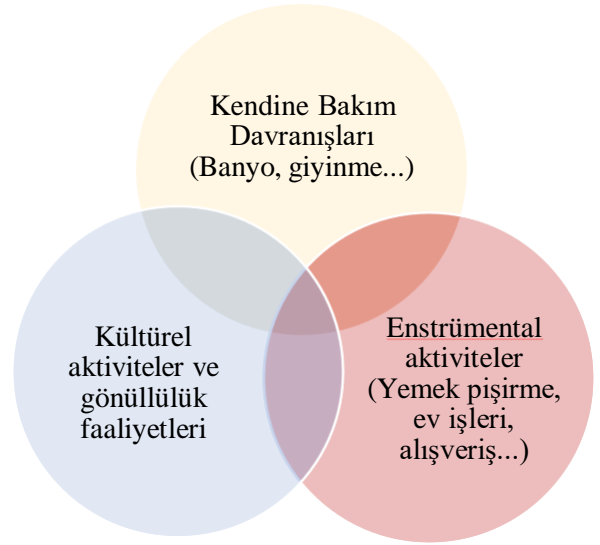 Kendine Bakım
Davranışları
(Banyo, giyinme...)
Kültürel
aktiviteler ve
gönüllülük
faaliyetleri
Enstrümental
aktiviteler
(Yemek pişirme,
ev işleri,
alışveriş...)